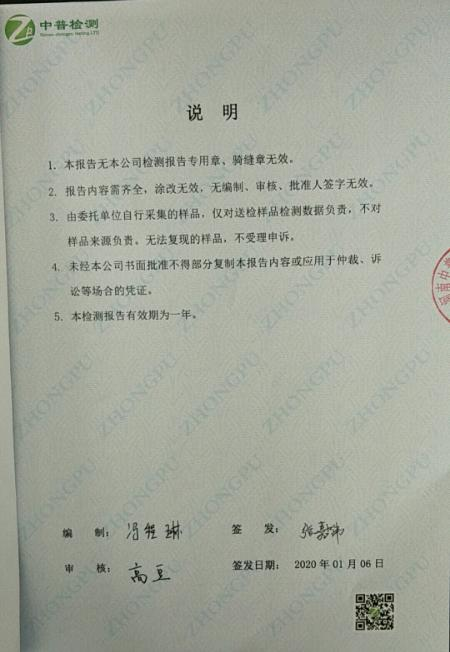 中普检测
说 明
1. 本报告无本公司检测报告专用章、骑缝章无效。
2. 报告内容需齐全，涂改无效，无编制、审核、批准人签字无效。
3. 由委托单位自行采集的样品，仅对送检样品检测数据负责，不对
样品来源负责。无法复现的样品，不受理申诉。
4. 未经本公司书面批准不得部分复制本报告内容或应用于仲裁、诉
讼等场合的凭证。
5. 本检测报告有效期为一年。
编 制： 签 发：
审 核：高豆 签发日期： 2020 年 01 月 06 日
ZHONGPU